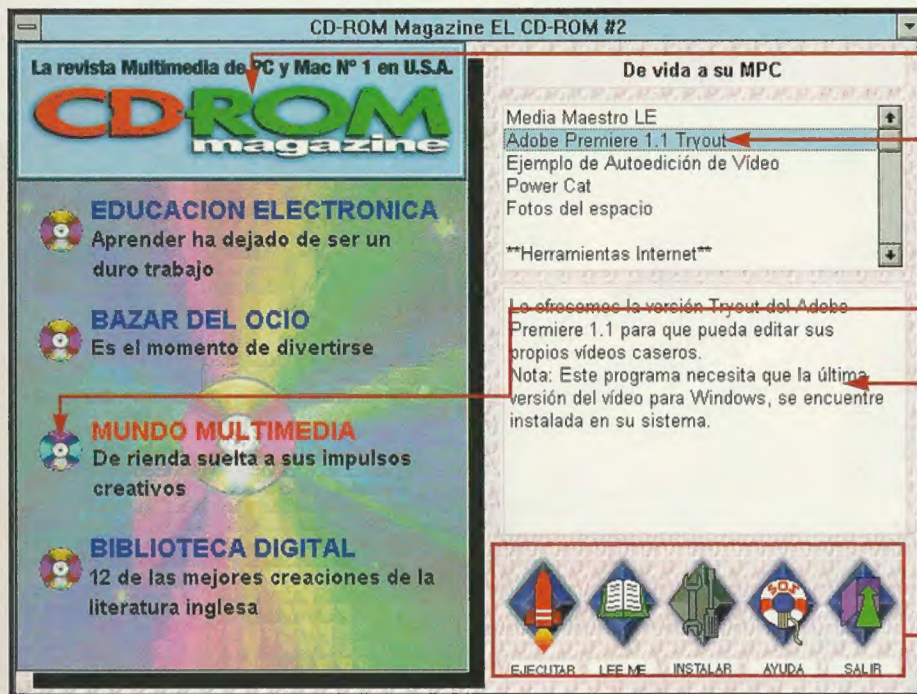 CD-ROM Magazine EL CD-ROM #2
La revista Multimedia de PC y Mac Nº 1 en U.S.A.
CD-ROM
magazine
EDUCACION ELECTRONICA
Aprender ha dejado de ser un
duro trabajo
BAZAR DEL OCIO
Es el momento de divertirse
MUNDO MULTIMEDIA
De rienda suelta a sus impulsos
creativos
BIBLIOTECA DIGITAL
12 de las mejores creaciones de la
literatura inglesa
De vida a su MPC
Media Maestro LE
Adobe Premiere 1.1 Tryout
Ejemplo de Autoedición de Vídeo
Power Cat
Fotos del espacio
**Herramientas Internet**
Le ofrecemos la versión Tryout del Adobe
Premiere 1.1 para que pueda editar sus
propios vídeos caseros.
Nota: Este programa necesita que la última
versión del vídeo para Windows, se encuentre
instalada en su sistema.
SOS
EJECUTAR LEE ME INSTALAR AYUDA SALIR